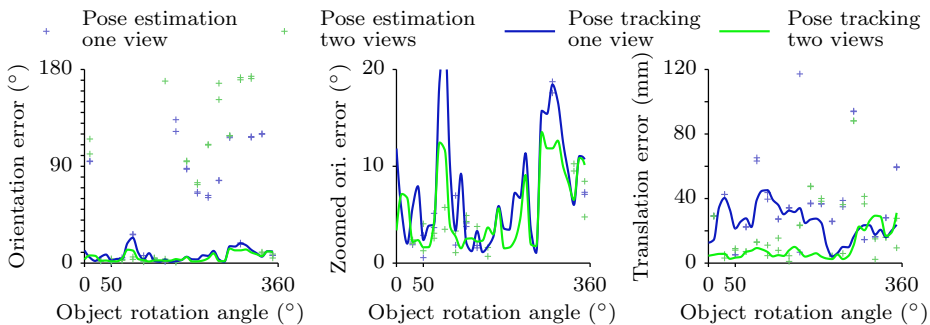 Pose estimation one view
Pose estimation two views
Pose tracking one view
Pose tracking two views
Orientation error (°)
180
90
0
0 50 360
Object rotation angle (°)
Zoomed ori. error (°)
20
10
0
0 50 360
Object rotation angle (°)
Translation error (mm)
120
80
40
0
0 50 360
Object rotation angle (°)